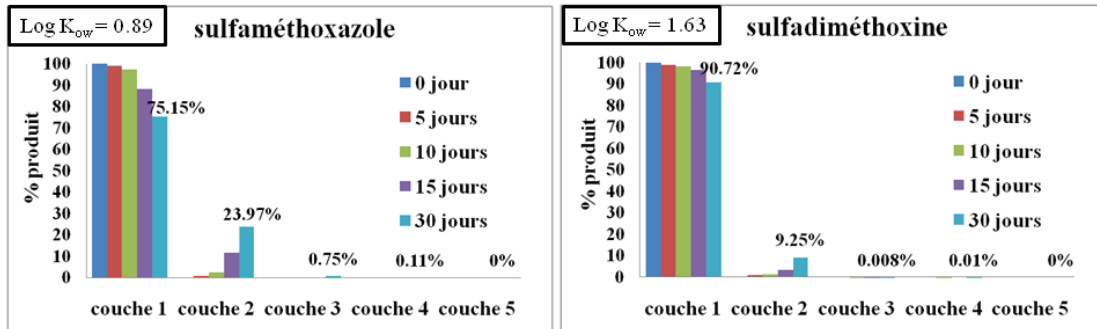 Log Kow = 0.89
sulfaméthoxazole
% produit
100
90
80
70
60
50
40
30
20
10
0
75.15%
23.97%
0.75%
0.11%
0%
0 jour
5 jours
10 jours
15 jours
30 jours
couche 1 couche 2 couche 3 couche 4 couche 5
Log Kow = 1.63
sulfadiméthoxine
% produit
100
90
80
70
60
50
40
30
20
10
0
90.72%
9.25%
0.008%
0.01%
0%
0 jour
5 jours
10 jours
15 jours
30 jours
couche 1 couche 2 couche 3 couche 4 couche 5